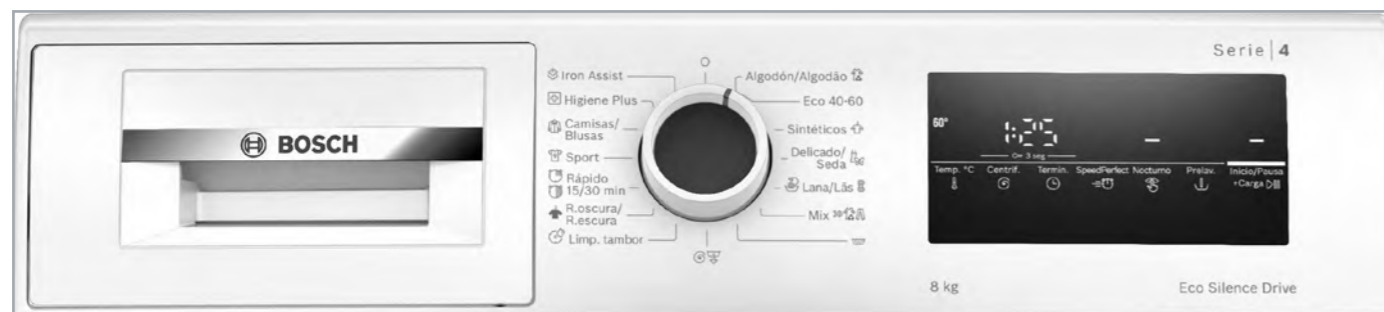 BOSCH
Iron Assist
Higiene Plus
Camisas/
Blusas
Sport
Rápido
15/30 min
R.oscura/
R.escura
Limp. tambor
Algodón/Algodão
Eco 40-60
Sintéticos
Delicado/
Seda
Lana/Lãs
Mix
Serie | 4
60°
1:25
3 seg
Temp. °C Centrif. Termin. SpeedPerfect Nocturno Prelav. Inicio/Pausa
+Carga
8 kg
Eco Silence Drive